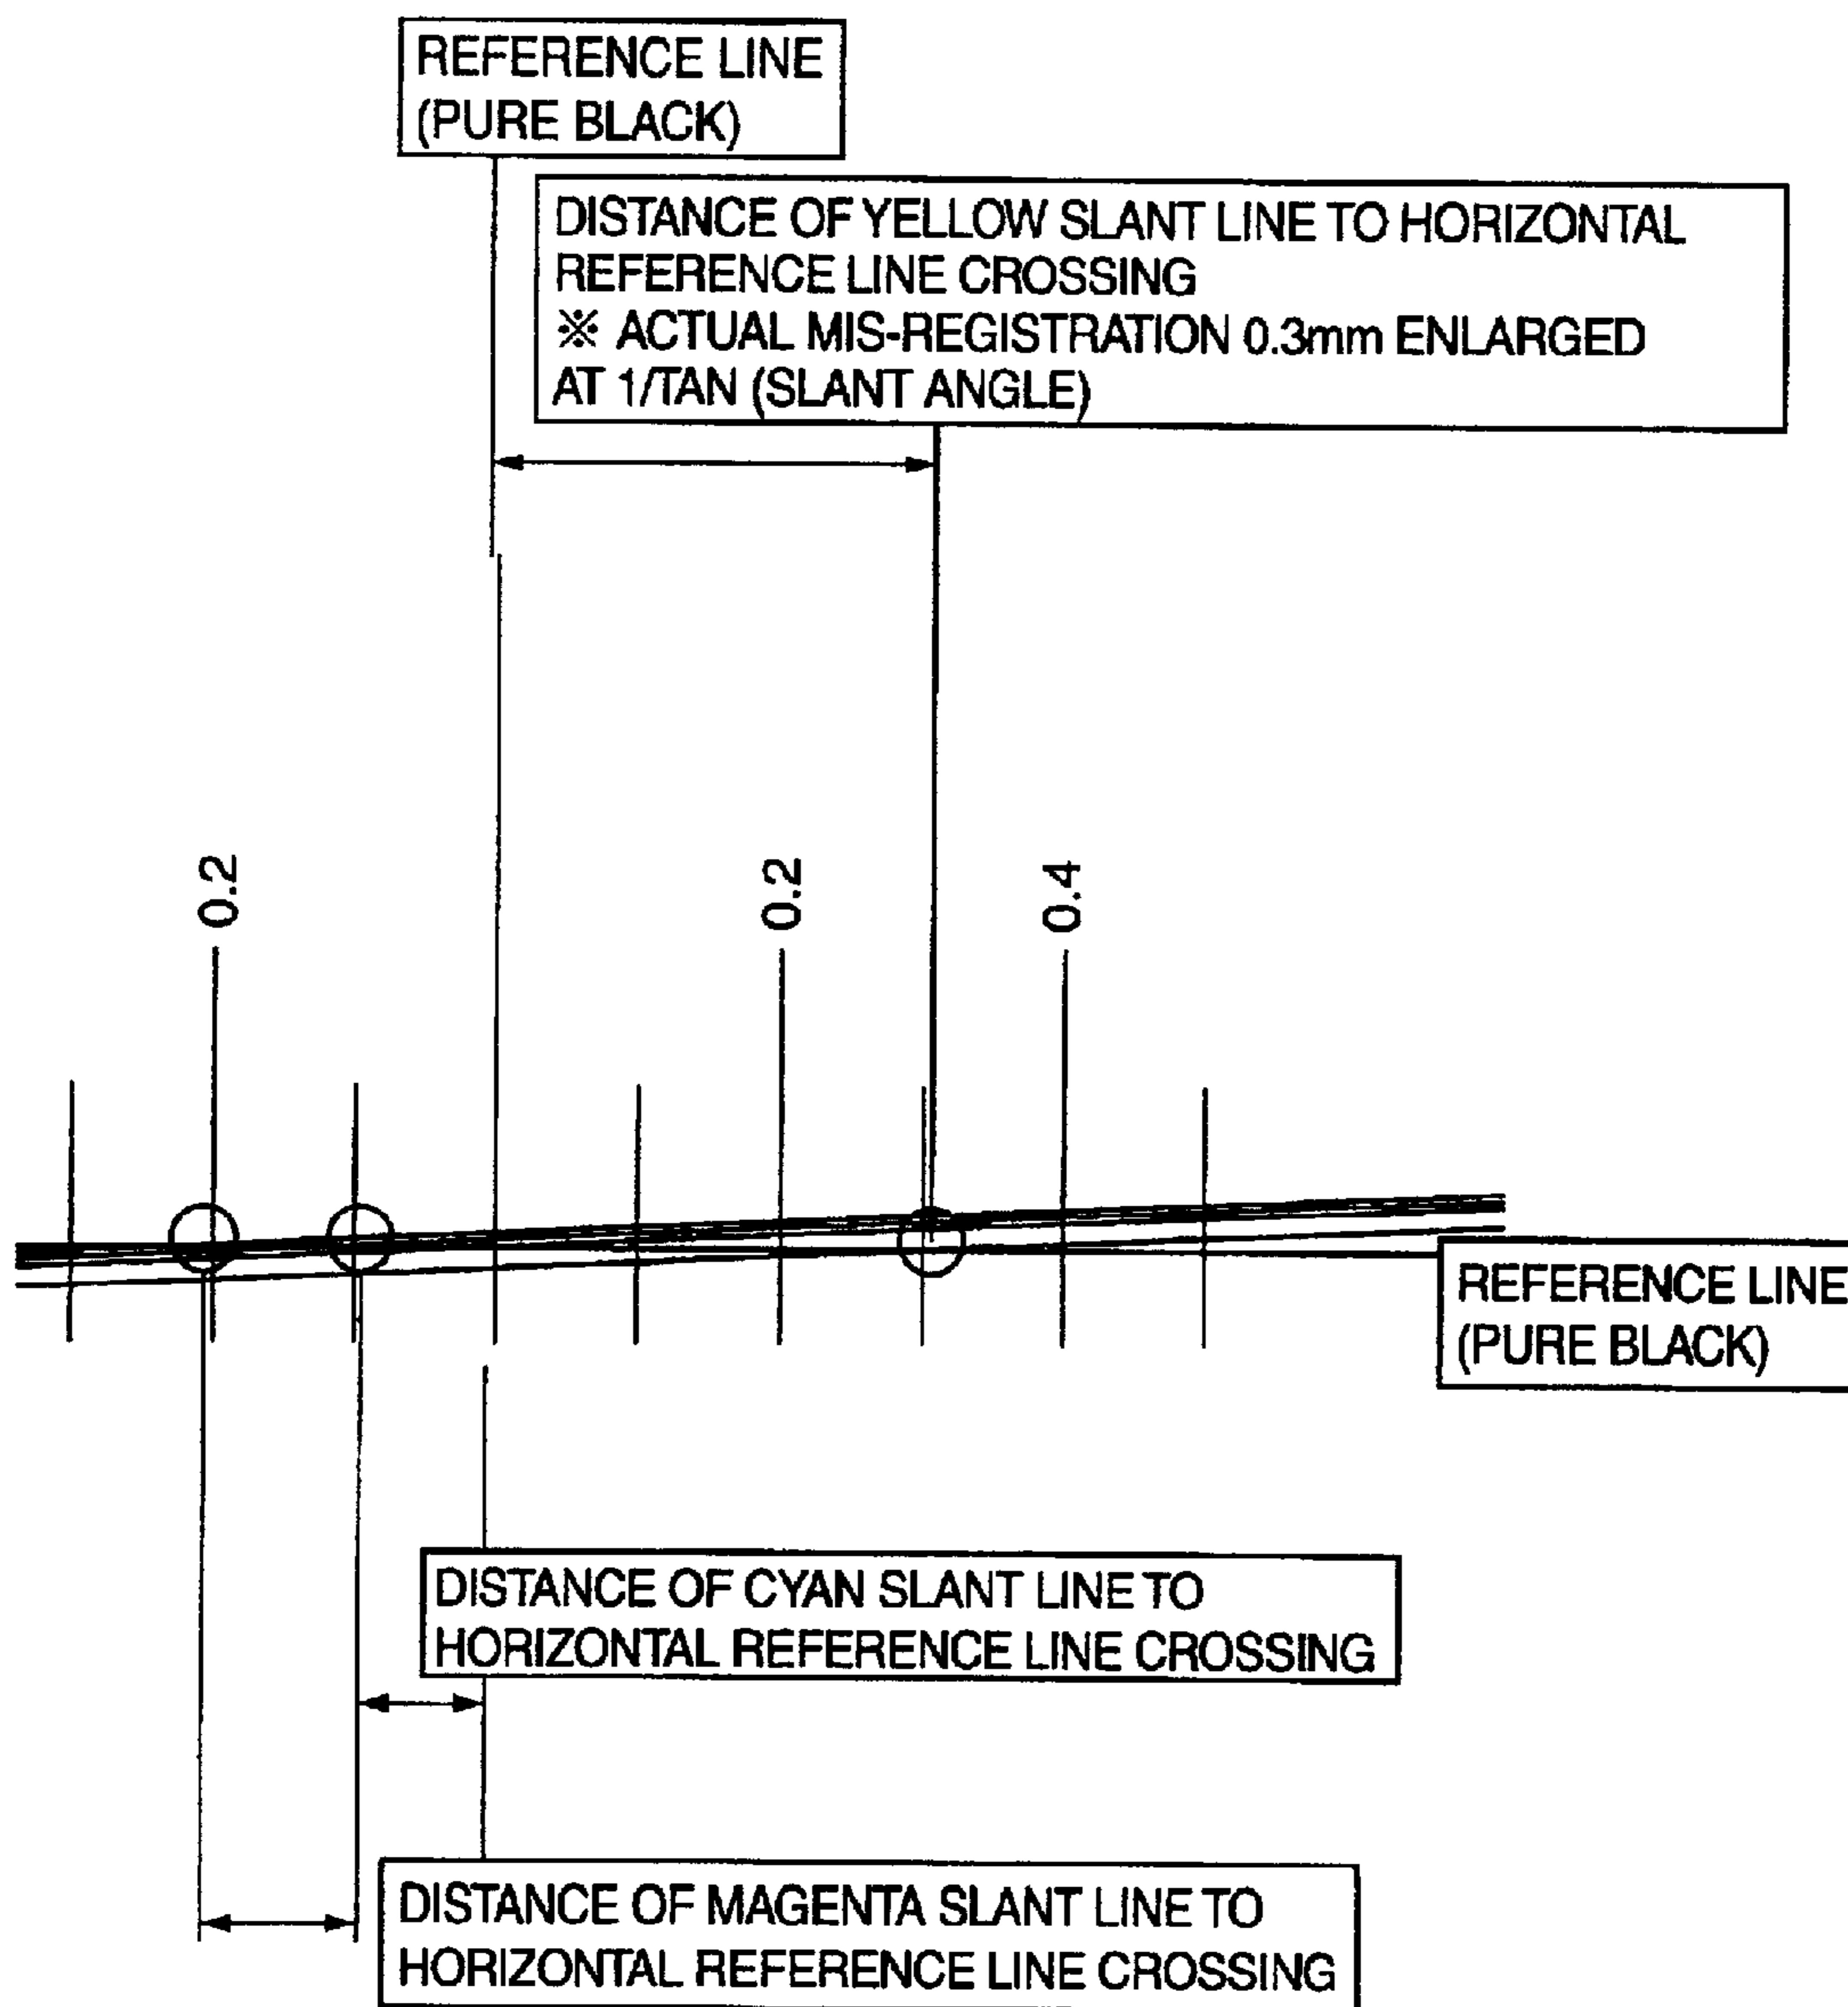 REFERENCE LINE
(PURE BLACK)
DISTANCE OF YELLOW SLANT LINE TO HORIZONTAL
REFERENCE LINE CROSSING
※ ACTUAL MIS-REGISTRATION 0.3mm ENLARGED
AT 1/TAN (SLANT ANGLE)
0.2
0.2
0.4
REFERENCE LINE
(PURE BLACK)
DISTANCE OF CYAN SLANT LINE TO
HORIZONTAL REFERENCE LINE CROSSING
DISTANCE OF MAGENTA SLANT LINE TO
HORIZONTAL REFERENCE LINE CROSSING